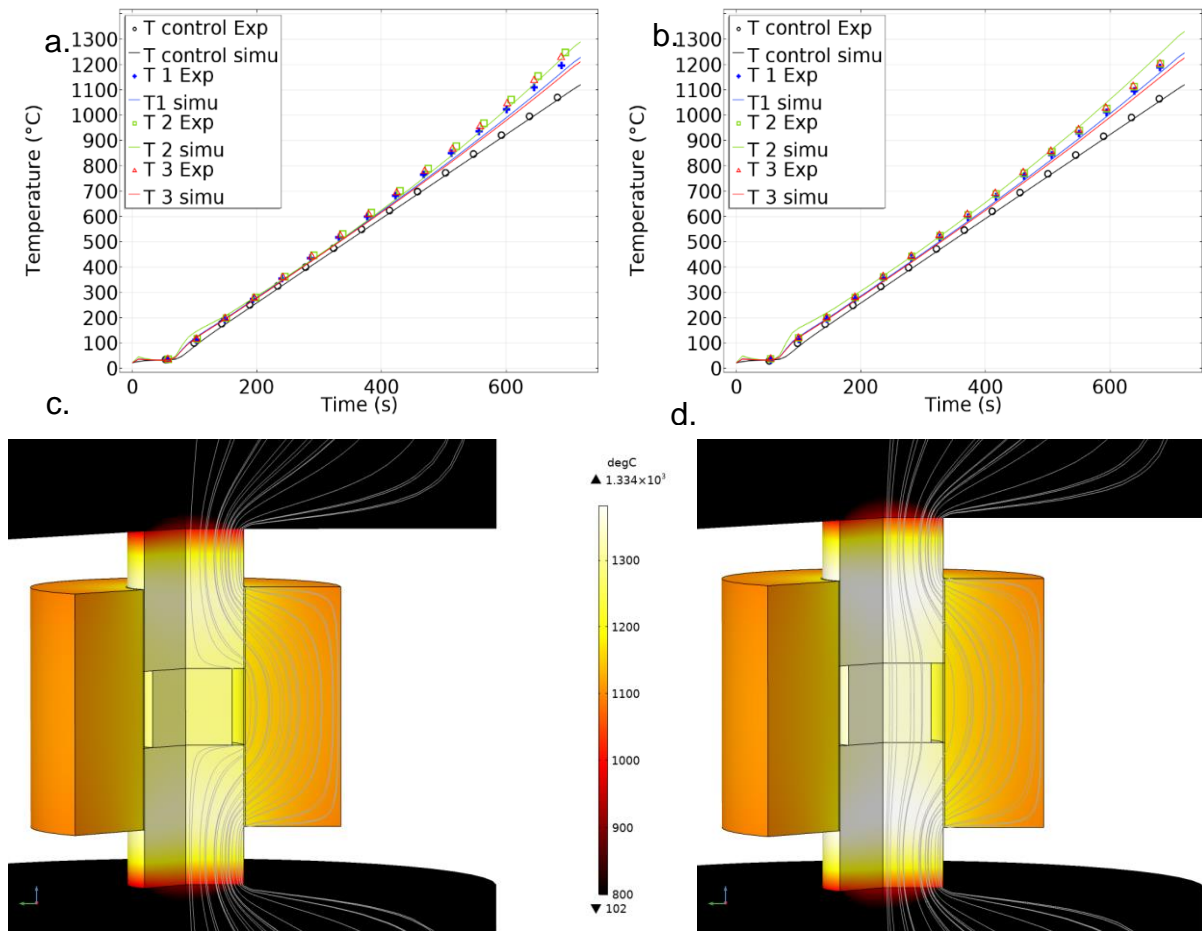 a.
T control Exp
T control simu
T 1 Exp
T1 simu
T 2 Exp
T 2 simu
T 3 Exp
T 3 simu
1300
1200
1100
1000
900
800
700
600
500
400
300
200
100
0
Temperature (°C)
0 200 400 600
Time (s)
b.
T control Exp
T control simu
T 1 Exp
T1 simu
T 2 Exp
T 2 simu
T 3 Exp
T 3 simu
1300
1200
1100
1000
900
800
700
600
500
400
300
200
100
0
Temperature (°C)
0 200 400 600
Time (s)
c.
d.
degC
▲ 1.334×10³
1300
1200
1100
1000
900
800
▼ 102